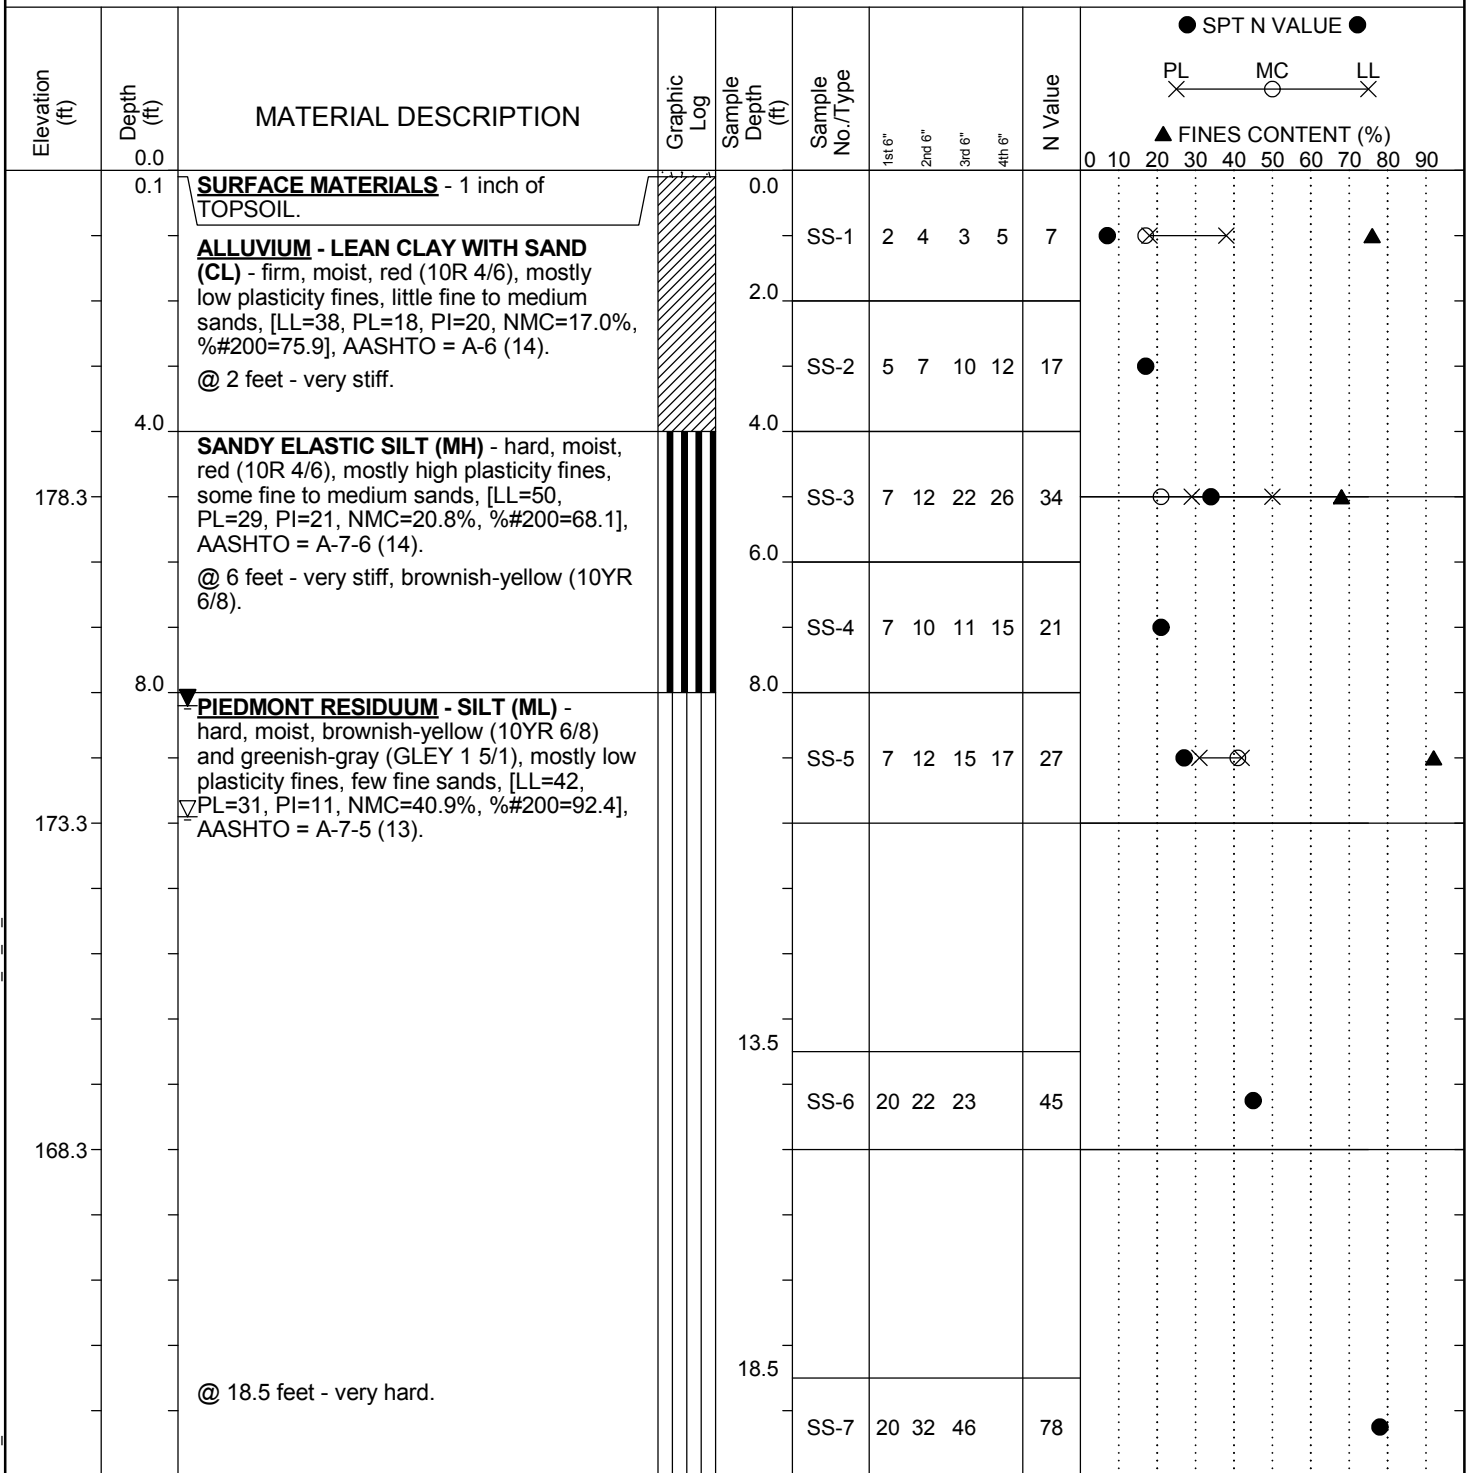 ● SPT N VALUE ●
PL MC LL
▲ FINES CONTENT (%)
0 10 20 30 40 50 60 70 80 90
Elevation
(ft)
Depth
(ft)
0.0
MATERIAL DESCRIPTION
Graphic
Log
Sample
Depth
(ft)
Sample
No./Type
1st 6"
2nd 6"
3rd 6"
4th 6"
N Value
0.1
SURFACE MATERIALS - 1 inch of
TOPSOIL.
0.0
ALLUVIUM - LEAN CLAY WITH SAND
(CL) - firm, moist, red (10R 4/6), mostly
low plasticity fines, little fine to medium
sands, [LL=38, PL=18, PI=20, NMC=17.0%,
%#200=75.9], AASHTO = A-6 (14).
@ 2 feet - very stiff.
SS-1 2 4 3 5 7
2.0
SS-2 5 7 10 12 17
4.0
4.0
SANDY ELASTIC SILT (MH) - hard, moist,
red (10R 4/6), mostly high plasticity fines,
some fine to medium sands, [LL=50,
PL=29, PI=21, NMC=20.8%, %#200=68.1],
AASHTO = A-7-6 (14).
@ 6 feet - very stiff, brownish-yellow (10YR
6/8).
178.3
SS-3 7 12 22 26 34
6.0
SS-4 7 10 11 15 21
8.0
8.0
PIEDMONT RESIDUUM - SILT (ML) -
hard, moist, brownish-yellow (10YR 6/8)
and greenish-gray (GLEY 1 5/1), mostly low
plasticity fines, few fine sands, [LL=42,
PL=31, PI=11, NMC=40.9%, %#200=92.4],
AASHTO = A-7-5 (13).
SS-5 7 12 15 17 27
173.3
13.5
SS-6 20 22 23 45
168.3
18.5
@ 18.5 feet - very hard.
SS-7 20 32 46 78